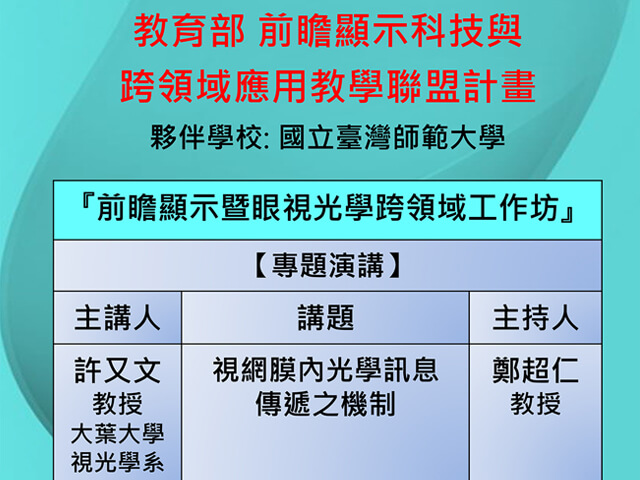 教育部 前瞻顯示科技與
跨領域應用教學聯盟計畫
夥伴學校: 國立臺灣師範大學
『前瞻顯示暨眼視光學跨領域工作坊』
【專題演講】
主講人 講題 主持人
許又文 視網膜內光學訊息 鄭超仁
教授 傳遞之機制 教授
大葉大學
視光學系